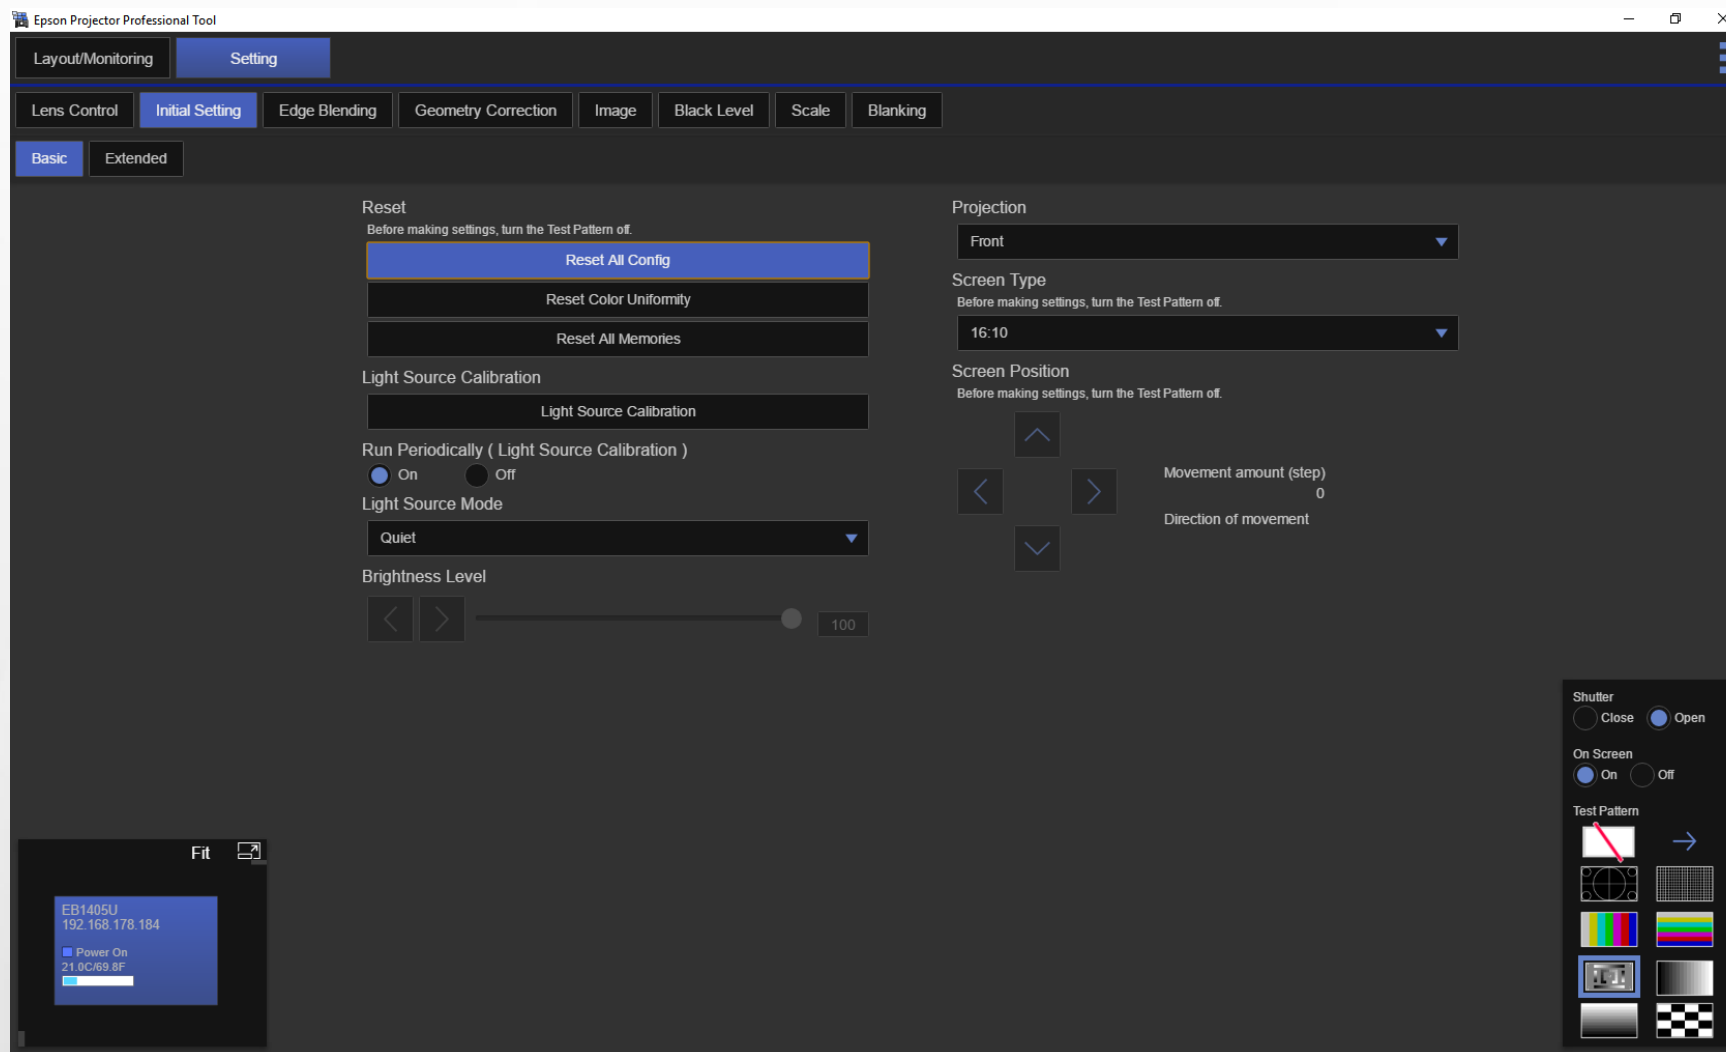 Epson Projector Professional Tool
Layout/Monitoring
Setting
Lens Control
Initial Setting
Edge Blending
Geometry Correction
Image
Black Level
Scale
Blanking
Basic
Extended
Reset
Before making settings, turn the Test Pattern off.
Reset All Config
Reset Color Uniformity
Reset All Memories
Light Source Calibration
Light Source Calibration
Run Periodically ( Light Source Calibration )
On
Off
Light Source Mode
Quiet
Brightness Level
100
Projection
Front
Screen Type
Before making settings, turn the Test Pattern off.
16:10
Screen Position
Before making settings, turn the Test Pattern off.
Movement amount (step)
0
Direction of movement
Shutter
Close
Open
On Screen
On
Off
Test Pattern
Fit
EB1405U
192.168.178.184
Power On
21.0C/69.8F